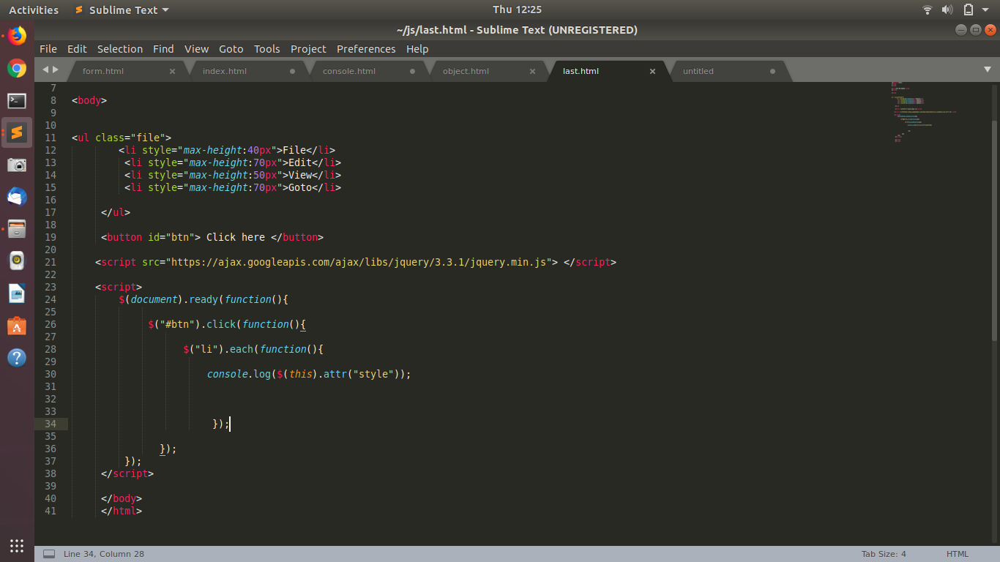 Activities Sublime Text Thu 12:25
~/js/last.html - Sublime Text (UNREGISTERED)
File Edit Selection Find View Goto Tools Project Preferences Help
form.html index.html console.html object.html last.html untitled
7
8 <body>
9
10
11 <ul class="file">
12 <li style="max-height:40px">File</li>
13 <li style="max-height:70px">Edit</li>
14 <li style="max-height:50px">View</li>
15 <li style="max-height:70px">Goto</li>
16
17 </ul>
18
19 <button id="btn"> Click here </button>
20
21 <script src="https://ajax.googleapis.com/ajax/libs/jquery/3.3.1/jquery.min.js"> </script>
22
23 <script>
24 $(document).ready(function(){
25
26 $("#btn").click(function(){
27
28 $("li").each(function(){
29
30 console.log($(this).attr("style"));
31
32
33
34 });
35
36 });
37 });
38 </script>
39
40 </body>
41 </html>
Line 34, Column 28 Tab Size: 4 HTML